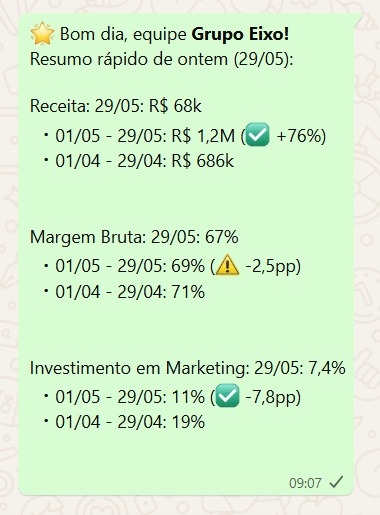 🌟 Bom dia, equipe Grupo Eixo!
Resumo rápido de ontem (29/05):
Receita: 29/05: R$ 68k
• 01/05 - 29/05: R$ 1,2M (✅ +76%)
• 01/04 - 29/04: R$ 686k
Margem Bruta: 29/05: 67%
• 01/05 - 29/05: 69% (⚠️ -2,5pp)
• 01/04 - 29/04: 71%
Investimento em Marketing: 29/05: 7,4%
• 01/05 - 29/05: 11% (✅ -7,8pp)
• 01/04 - 29/04: 19%
09:07 ✓